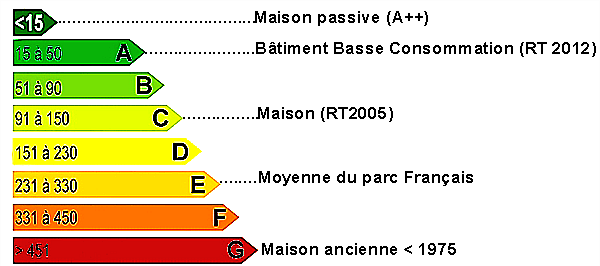 <15 Maison passive (A++)
15 à 50 A Bâtiment Basse Consommation (RT 2012)
51 à 90 B
91 à 150 C Maison (RT2005)
151 à 230 D
231 à 330 E Moyenne du parc Français
331 à 450 F
> 451 G Maison ancienne < 1975